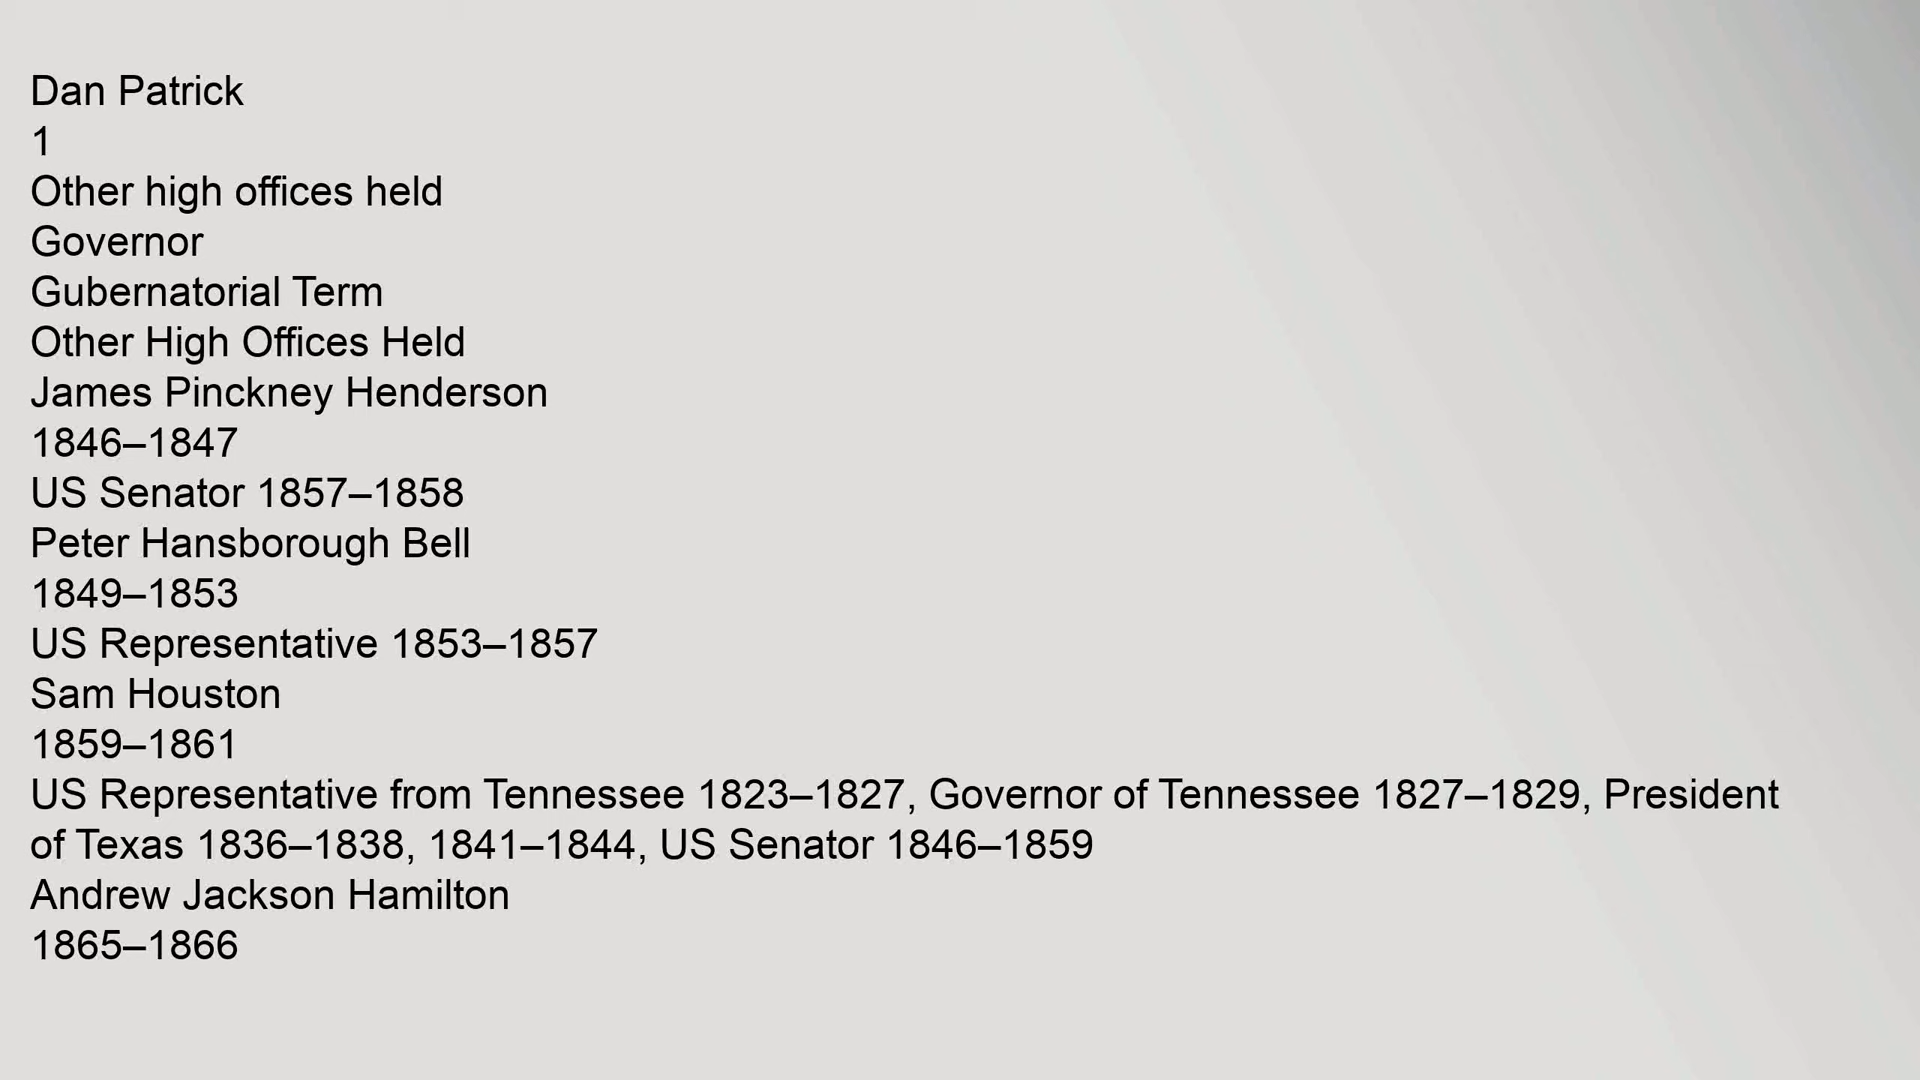 Dan Patrick
1
Other high offices held
Governor
Gubernatorial Term
Other High Offices Held
James Pinckney Henderson
1846–1847
US Senator 1857–1858
Peter Hansborough Bell
1849–1853
US Representative 1853–1857
Sam Houston
1859–1861
US Representative from Tennessee 1823–1827, Governor of Tennessee 1827–1829, President
of Texas 1836–1838, 1841–1844, US Senator 1846–1859
Andrew Jackson Hamilton
1865–1866